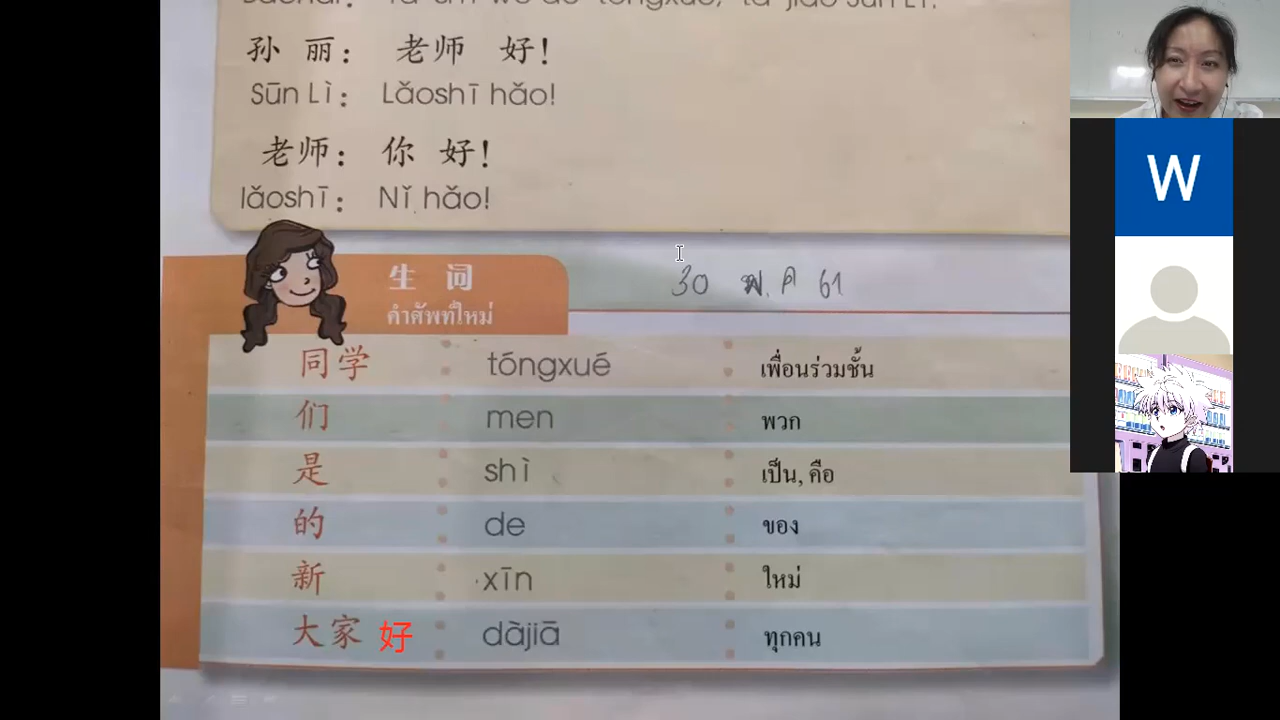 孙 丽： 老师 好！
Sūn Lì： Lǎoshī hǎo!
老师： 你 好！
lǎoshī： Nǐ hǎo!
生 词
คำศัพท์ใหม่
30 พ.ค 61
同学 tóngxué เพื่อนร่วมชั้น
们 men พวก
是 shì เป็น, คือ
的 de ของ
新 xīn ใหม่
大家 好 dàjiā ทุกคน
W